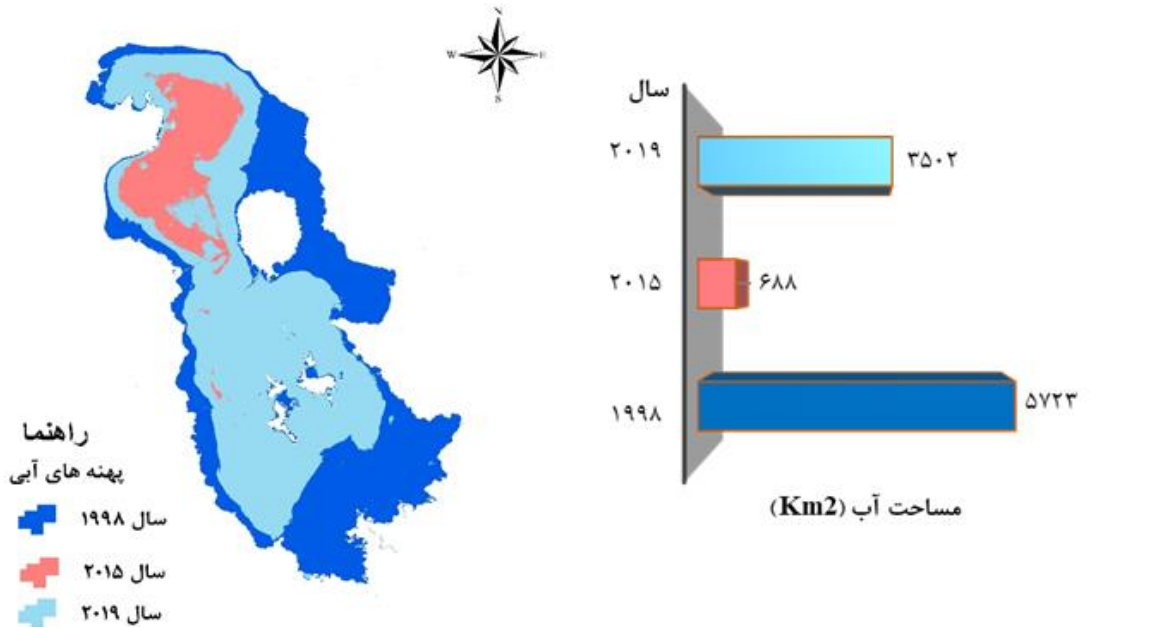 N
W
E
S
سال
۲۰۱۹
۳۵۰۲
۲۰۱۵
۶۸۸
۱۹۹۸
۵۷۲۳
مساحت آب (Km2)
راهنما
پهنه های آبی
سال ۱۹۹۸
سال ۲۰۱۵
سال ۲۰۱۹